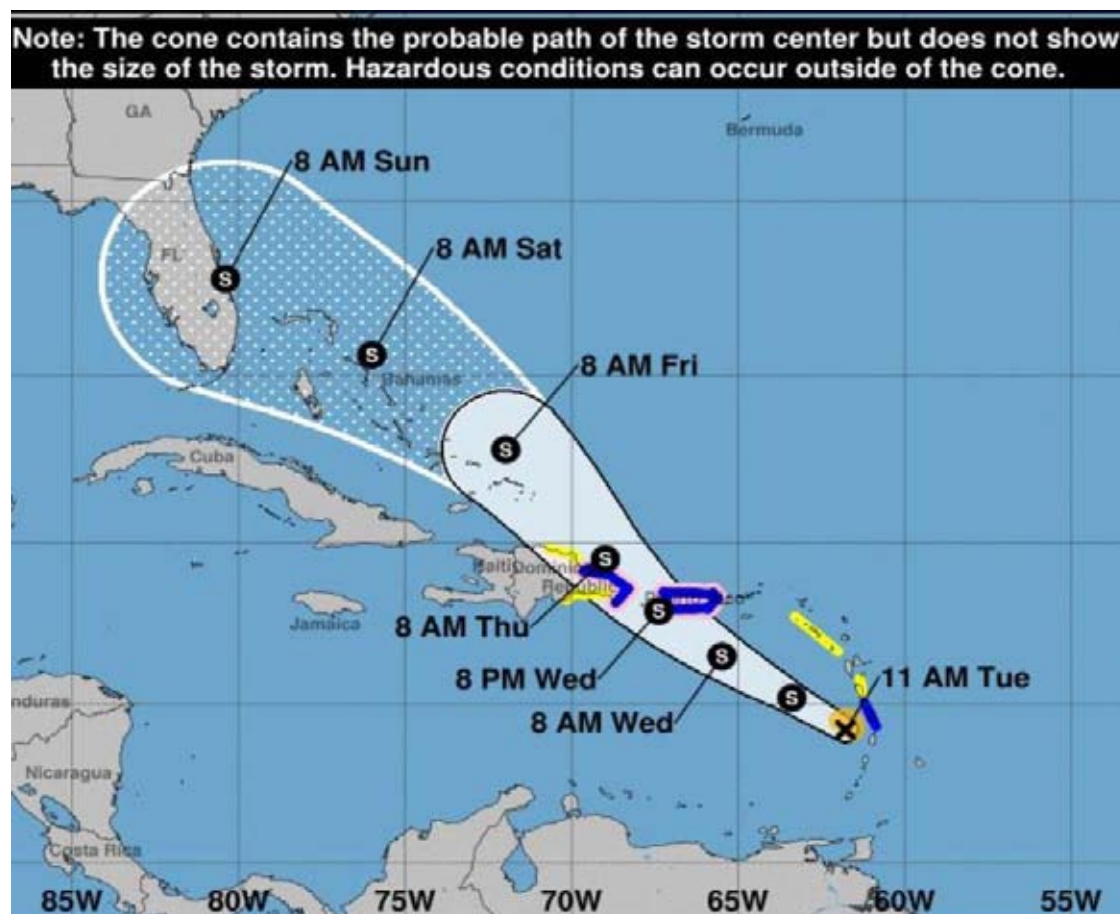 Note: The cone contains the probable path of the storm center but does not show
the size of the storm. Hazardous conditions can occur outside of the cone.
GA
Bermuda
8 AM Sun
8 AM Sat
FL
S
S
8 AM Fri
Bahamas
S
Cuba
S
Haiti
Dominican
Republic
Jamaica
8 AM Thu
S
8 PM Wed
S
11 AM Tue
S
8 AM Wed
nduras
Nicaragua
Costa Rica
85W 80W 75W 70W 65W 60W 55W